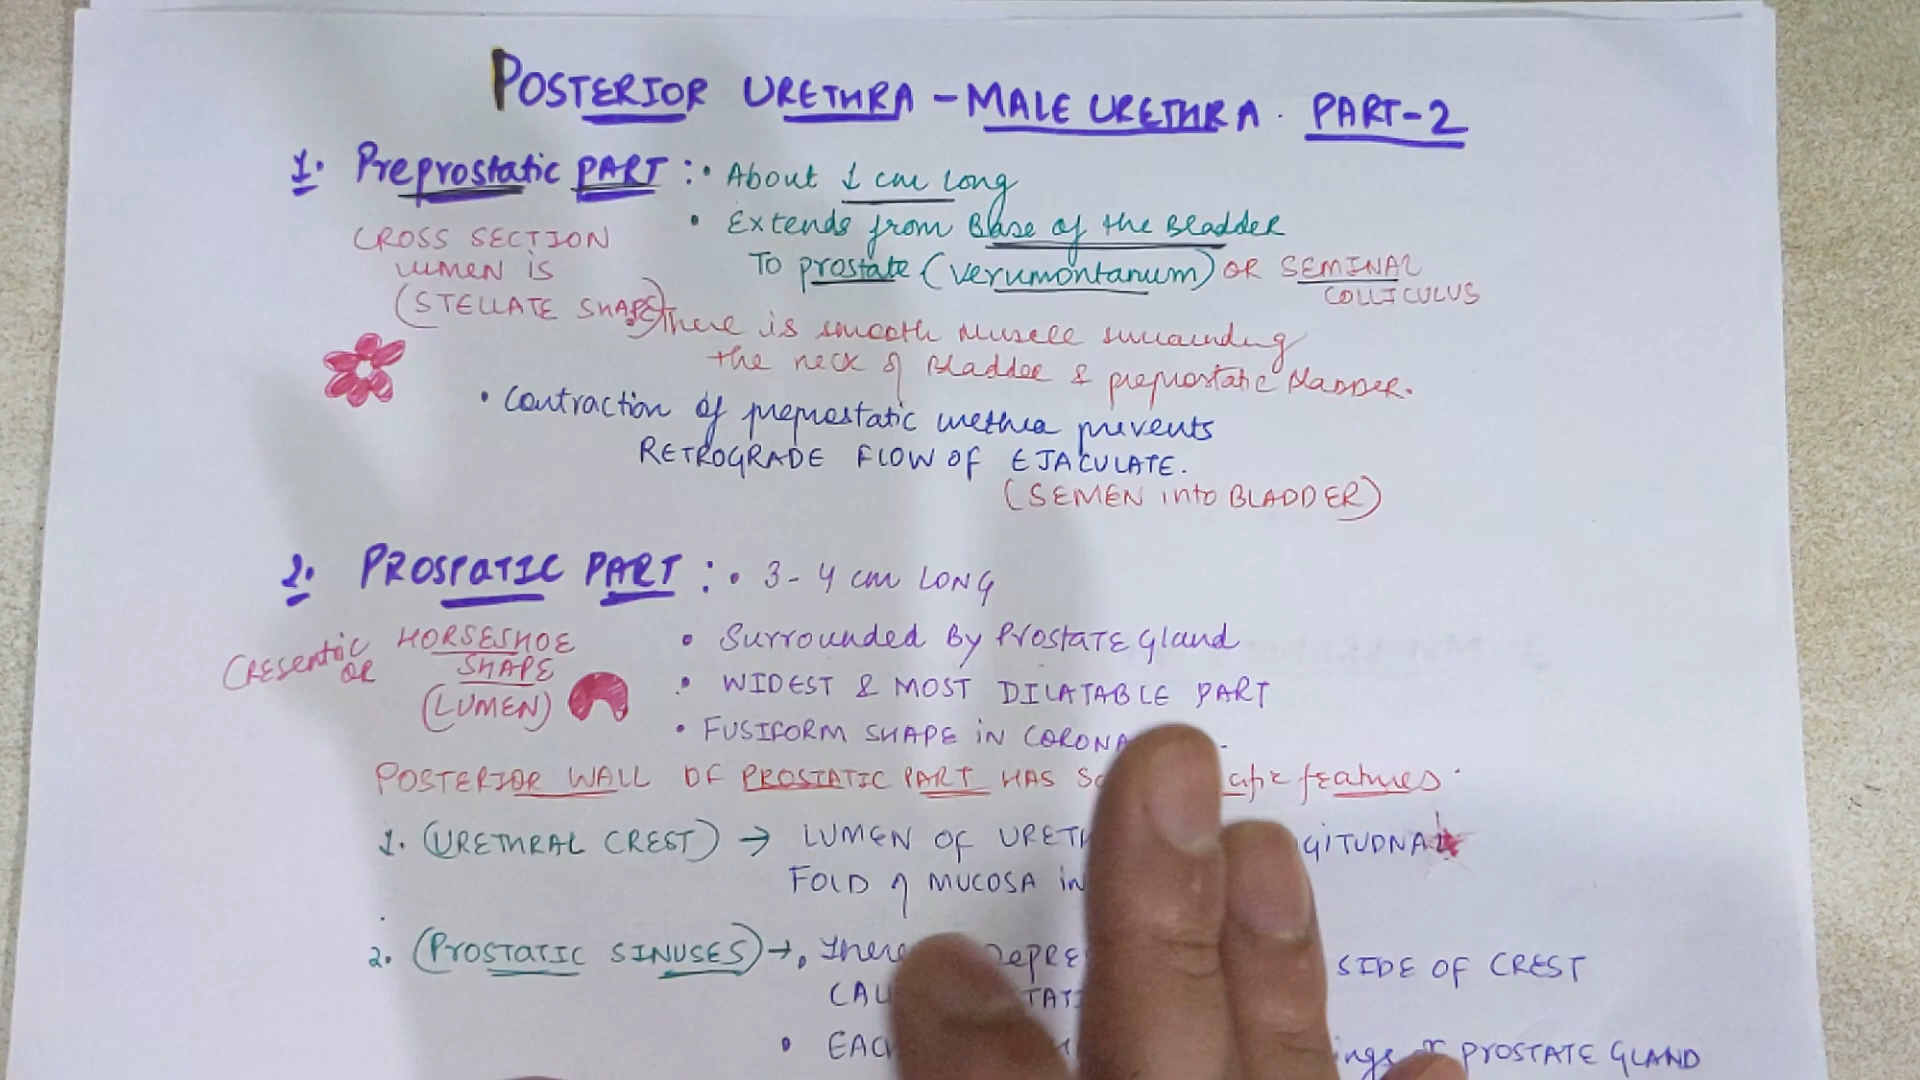 POSTERIOR URETHRA - MALE URETHRA. PART-2
1. Preprostatic PART : • About 1 cm long
• Extends from Base of the Bladder
To prostate (verumontanum) OR SEMINAL
COLLICULUS
CROSS SECTION
lumen is
(STELLATE SHAPE)
• There is smooth muscle surrounding
the neck of Bladder & preprostatic Bladder.
• Contraction of preprostatic urethra prevents
RETROGRADE FLOW OF EJACULATE.
(SEMEN into BLADDER)
2. PROSTATIC PART : • 3-4 cm LONG
Cresentic OR HORSESHOE
SHAPE
(LUMEN)
• Surrounded By Prostate Gland
• WIDEST & MOST DILATABLE PART
• FUSIFORM SHAPE in
POSTERIOR WALL OF PROSTATIC PART HAS features.
1. (URETHRAL CREST) → LUMEN OF
FOLD of MUCOSA in
2. (Prostatic SINUSES) → • SIDE OF CREST
• PROSTATE GLAND